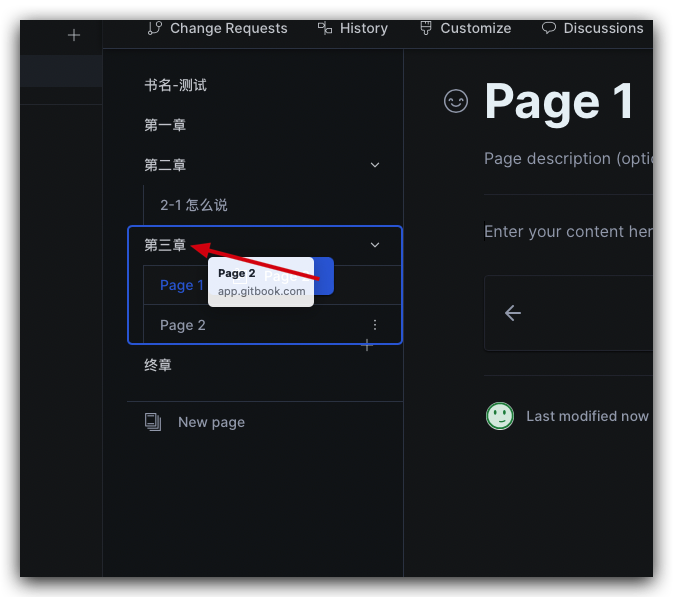 Change Requests
History
Customize
Discussions
书名-测试
第一章
第二章
2-1 怎么说
第三章
Page 1
Page 2
app.gitbook.com
Page 2
终章
New page
Page 1
Page description (optio
Enter your content her
Last modified now